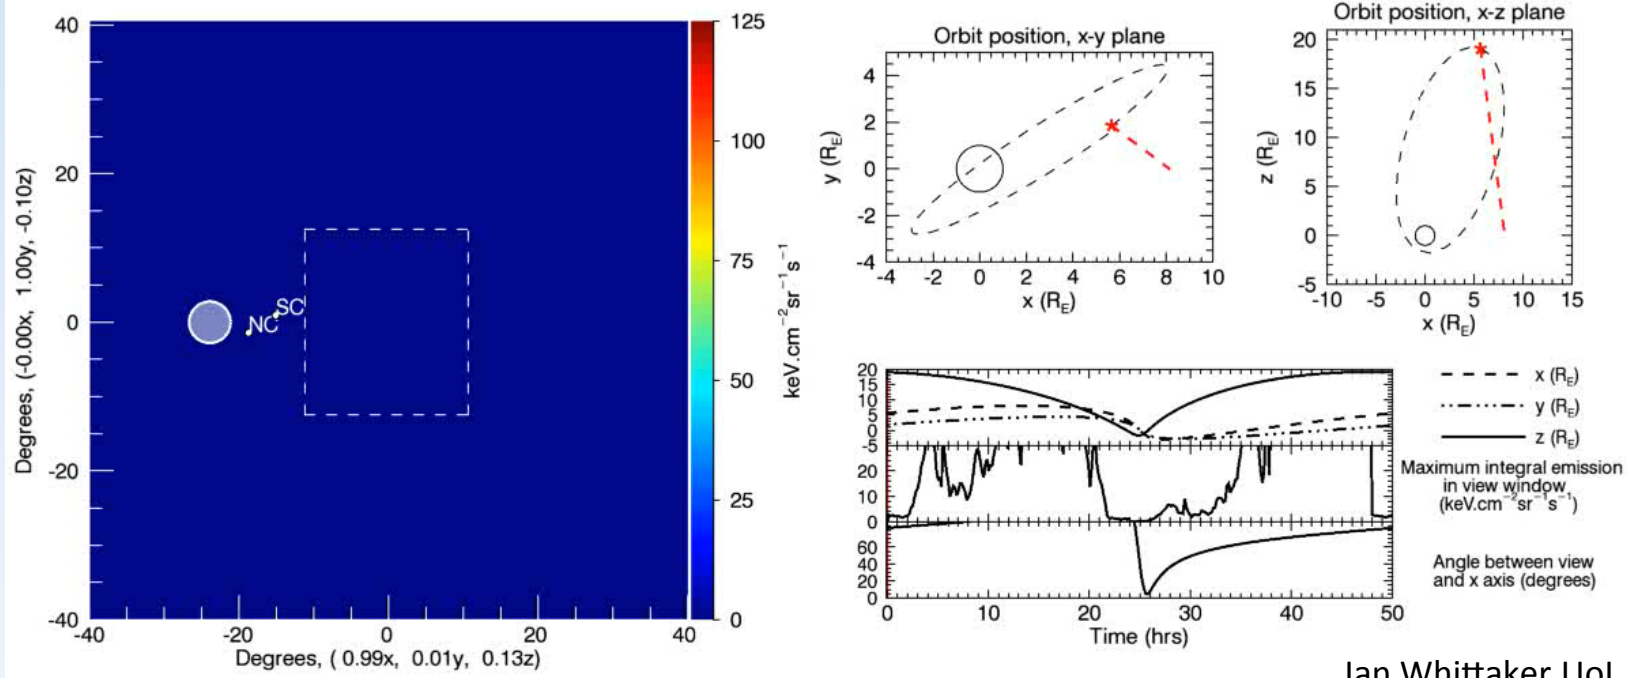 40
20
0
-20
-40
-40
-20
0
20
40
Degrees, (-0.00x, 1.00y, -0.10z)
Degrees, ( 0.99x, 0.01y, 0.13z)
NC
SC
125
100
75
50
25
0
keV.cm⁻²sr⁻¹s⁻¹
Orbit position, x-y plane
4
2
0
-2
-4
-4
-2
0
2
4
6
8
10
y (R_E)
x (R_E)
Orbit position, x-z plane
20
15
10
5
0
-5
-10
-5
0
5
10
15
z (R_E)
x (R_E)
20
15
10
5
0
-5
20
10
0
60
40
20
0
0
10
20
30
40
50
Time (hrs)
x (R_E)
y (R_E)
z (R_E)
Maximum integral emission
in view window
(keV.cm⁻²sr⁻¹s⁻¹)
Angle between view
and x axis (degrees)
Ian Whittaker UoL